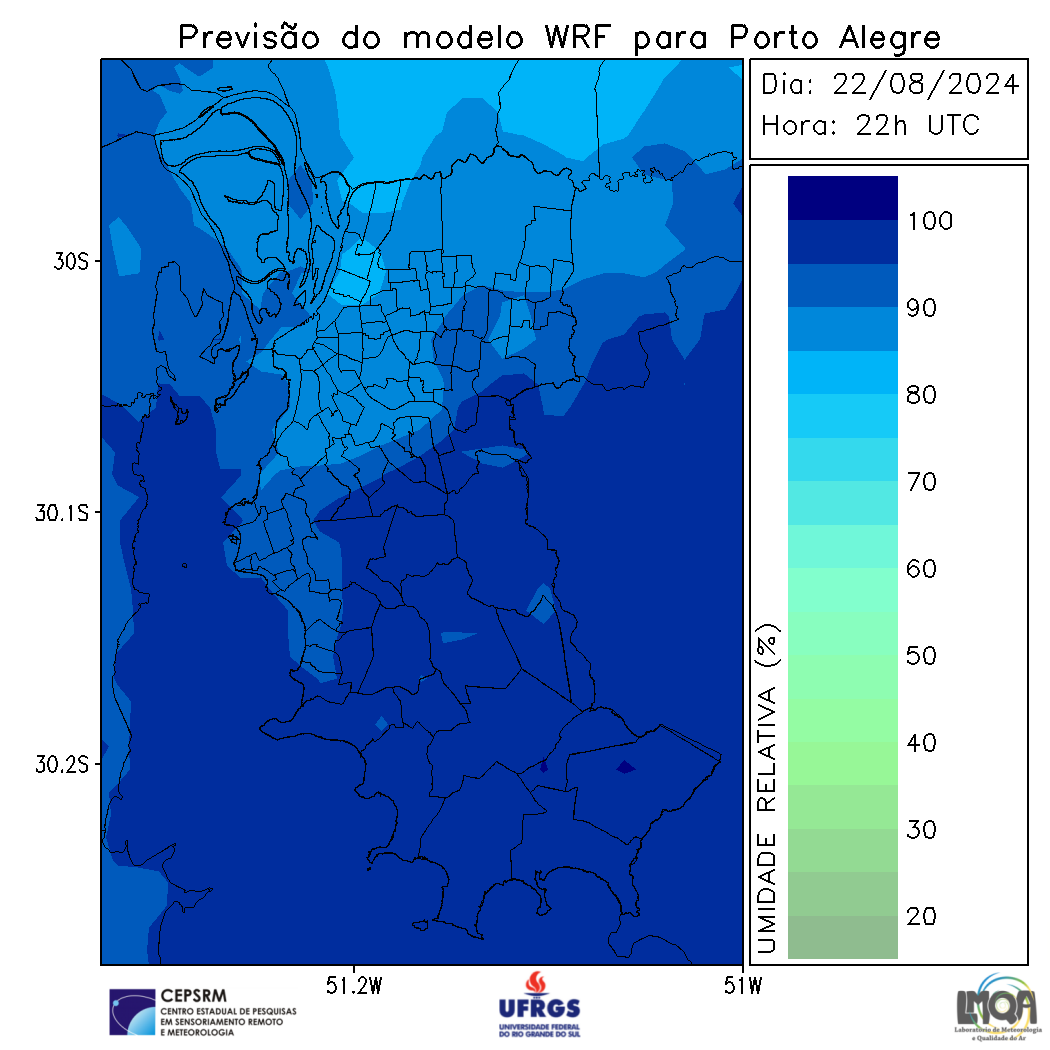 Previsão do modelo WRF para Porto Alegre
Dia: 22/08/2024
Hora: 22h UTC
100
90
80
70
60
50
40
30
20
UMIDADE RELATIVA (%)
30S
30.1S
30.2S
51.2W
51W
CEPSRM
CENTRO ESTADUAL DE PESQUISAS
EM SENSORIAMENTO REMOTO
E METEOROLOGIA
UFRGS
UNIVERSIDADE FEDERAL
DO RIO GRANDE DO SUL
LMQA
Laboratório de Meteorologia
e Qualidade do Ar